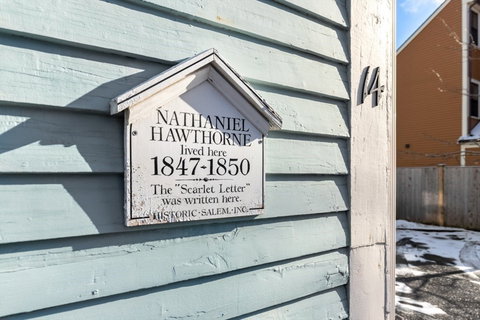 NATHANIEL
HAWTHORNE
lived here
1847-1850
The "Scarlet Letter"
was written here.
HISTORIC·SALEM·INC·
14